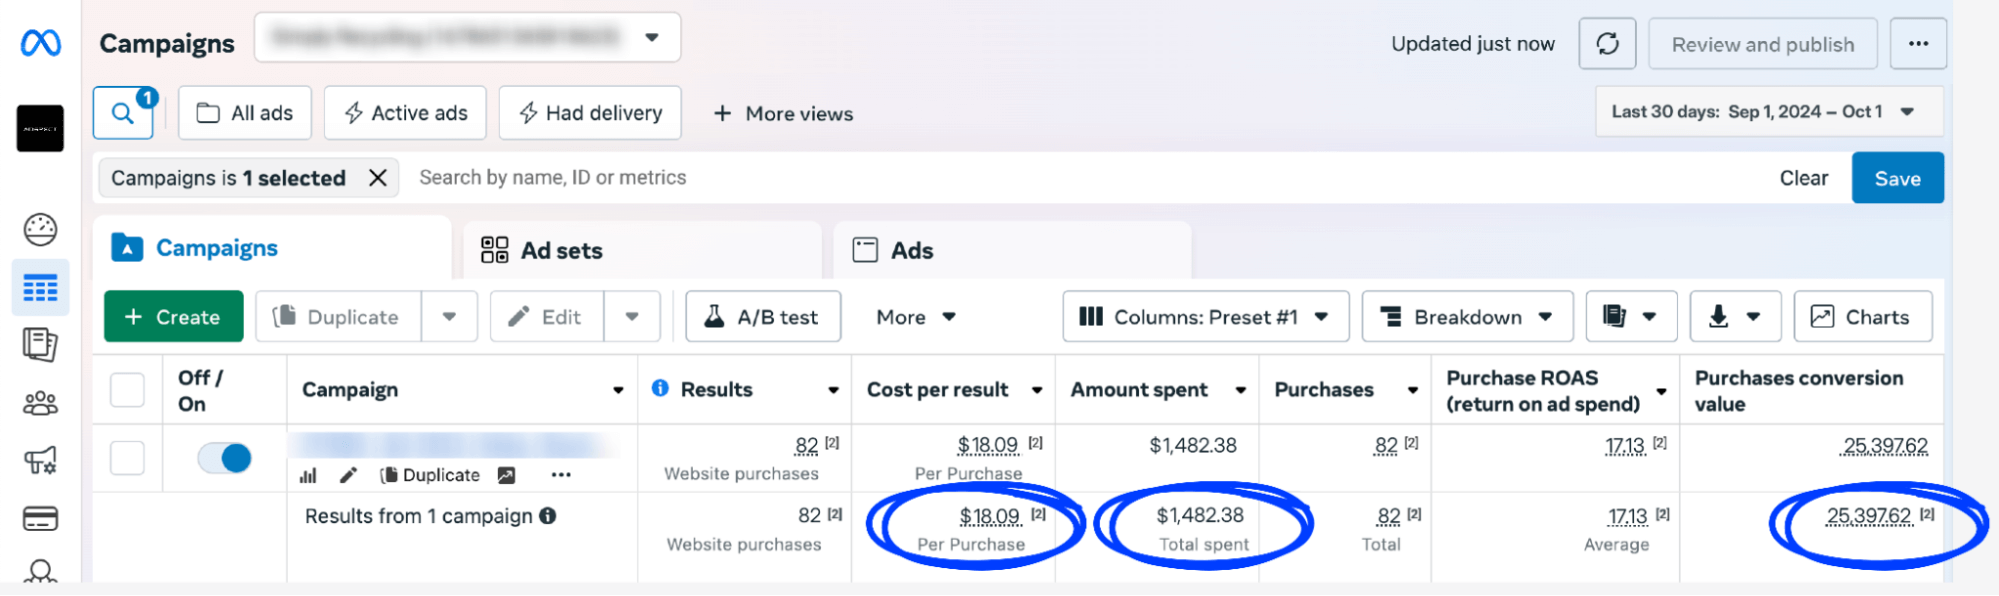 Campaigns
Updated just now
Review and publish
1
All ads
Active ads
Had delivery
+ More views
Last 30 days: Sep 1, 2024 – Oct 1
Campaigns is 1 selected
Search by name, ID or metrics
Clear
Save
Campaigns
Ad sets
Ads
+ Create
Duplicate
Edit
A/B test
More
Columns: Preset #1
Breakdown
Charts
Off /
On
Campaign
Results
Cost per result
Amount spent
Purchases
Purchase ROAS
(return on ad spend)
Purchases conversion
value
82 [2]
$18.09 [2]
$1,482.38
82 [2]
17.13 [2]
25,397.62
Duplicate
Website purchases
Per Purchase
Results from 1 campaign
82 [2]
$18.09 [2]
$1,482.38
82 [2]
17.13 [2]
25,397.62 [2]
Website purchases
Per Purchase
Total spent
Total
Average